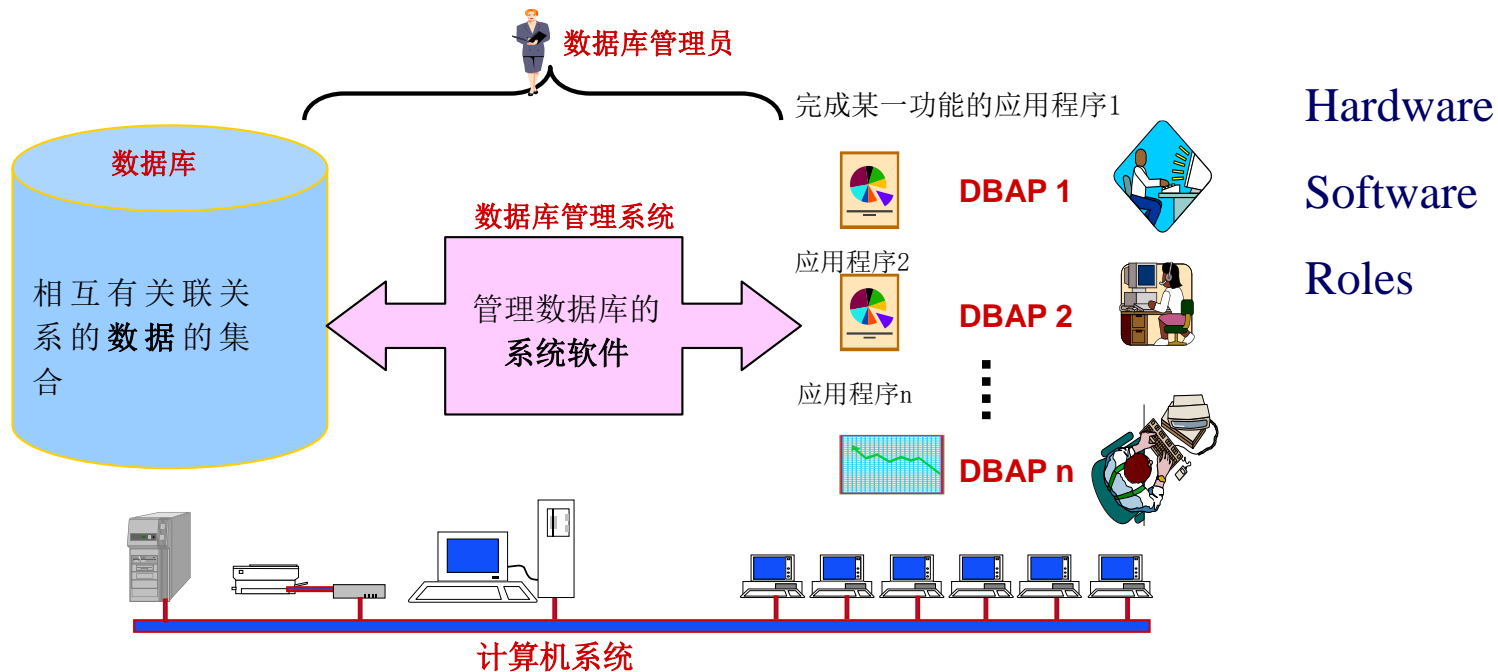 数据库管理员
完成某一功能的应用程序1
Hardware
数据库
DBAP 1
Software
数据库管理系统
应用程序2
Roles
相互有关联关
系的数据的集
合
管理数据库的
系统软件
DBAP 2
应用程序n
DBAP n
计算机系统